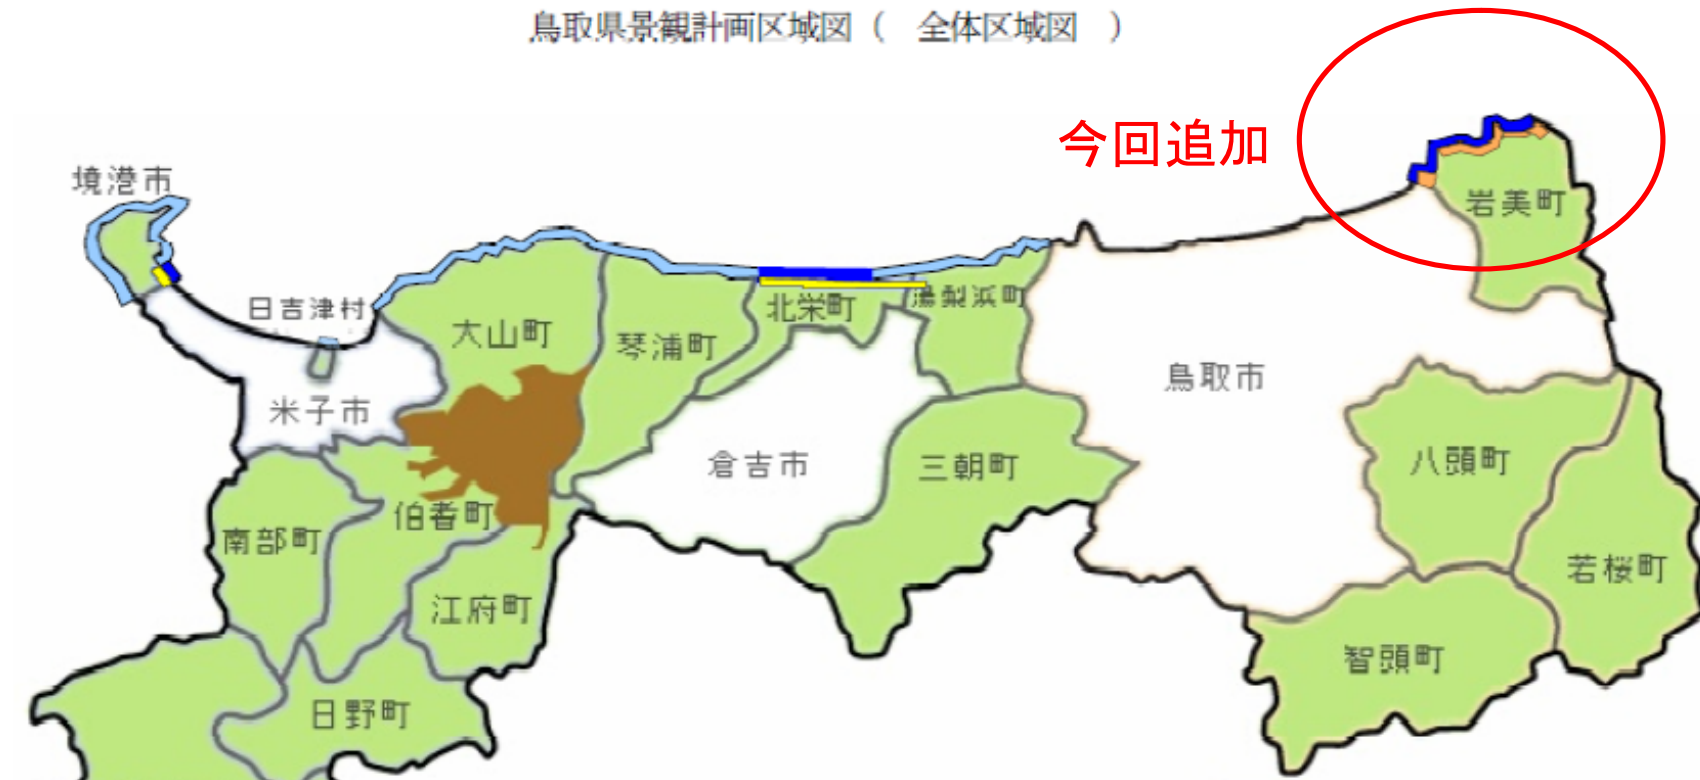 鳥取県景観計画区域図（　全体区域図　）
今回追加
境港市
岩美町
日吉津村
大山町
琴浦町
北栄町
湯梨浜町
米子市
鳥取市
倉吉市
三朝町
八頭町
南部町
伯耆町
江府町
若桜町
智頭町
日野町